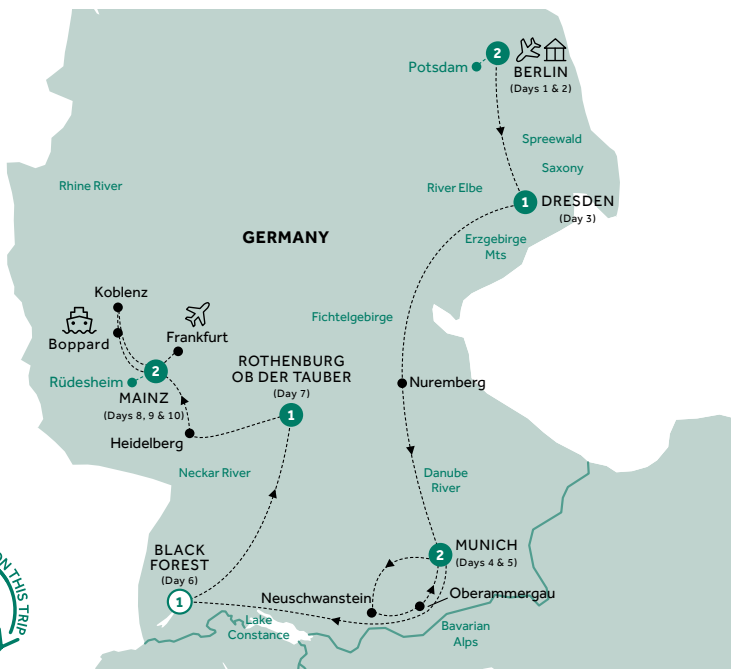 2
BERLIN
(Days 1 & 2)
Potsdam
Spreewald
Saxony
Rhine River
River Elbe
1
DRESDEN
(Day 3)
GERMANY
Erzgebirge
Mts
Koblenz
Fichtelgebirge
Boppard
Frankfurt
ROTHENBURG
OB DER TAUBER
(Day 7)
1
Rüdesheim
2
MAINZ
(Days 8, 9 & 10)
Nuremberg
Heidelberg
Neckar River
Danube
River
BLACK
FOREST
(Day 6)
1
2
MUNICH
(Days 4 & 5)
Neuschwanstein
Oberammergau
Lake
Constance
Bavarian
Alps
ON THIS TRIP